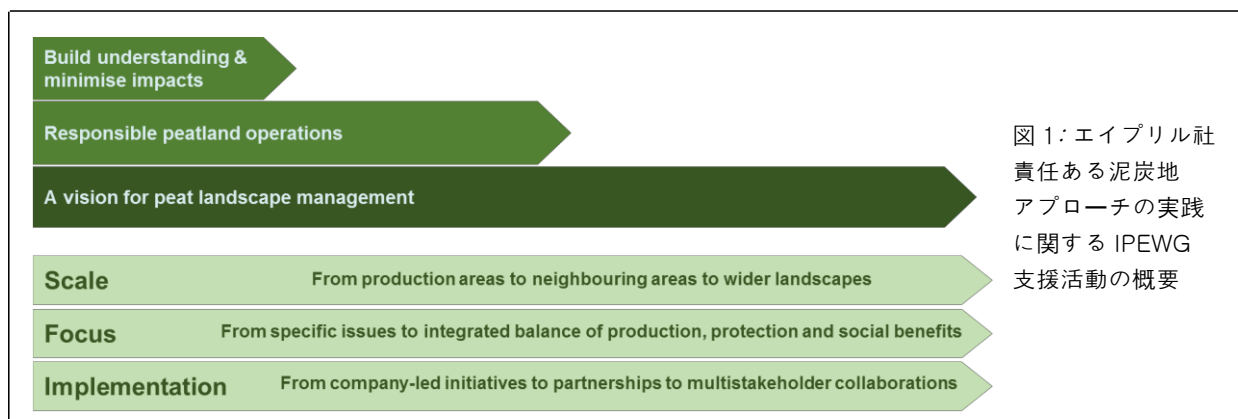 Build understanding &
minimise impacts
Responsible peatland operations
A vision for peat landscape management
Scale From production areas to neighbouring areas to wider landscapes
Focus From specific issues to integrated balance of production, protection and social benefits
Implementation From company-led initiatives to partnerships to multistakeholder collaborations
図 1: エイプリル社
責任ある泥炭地
アプローチの実践
に関する IPEWG
支援活動の概要